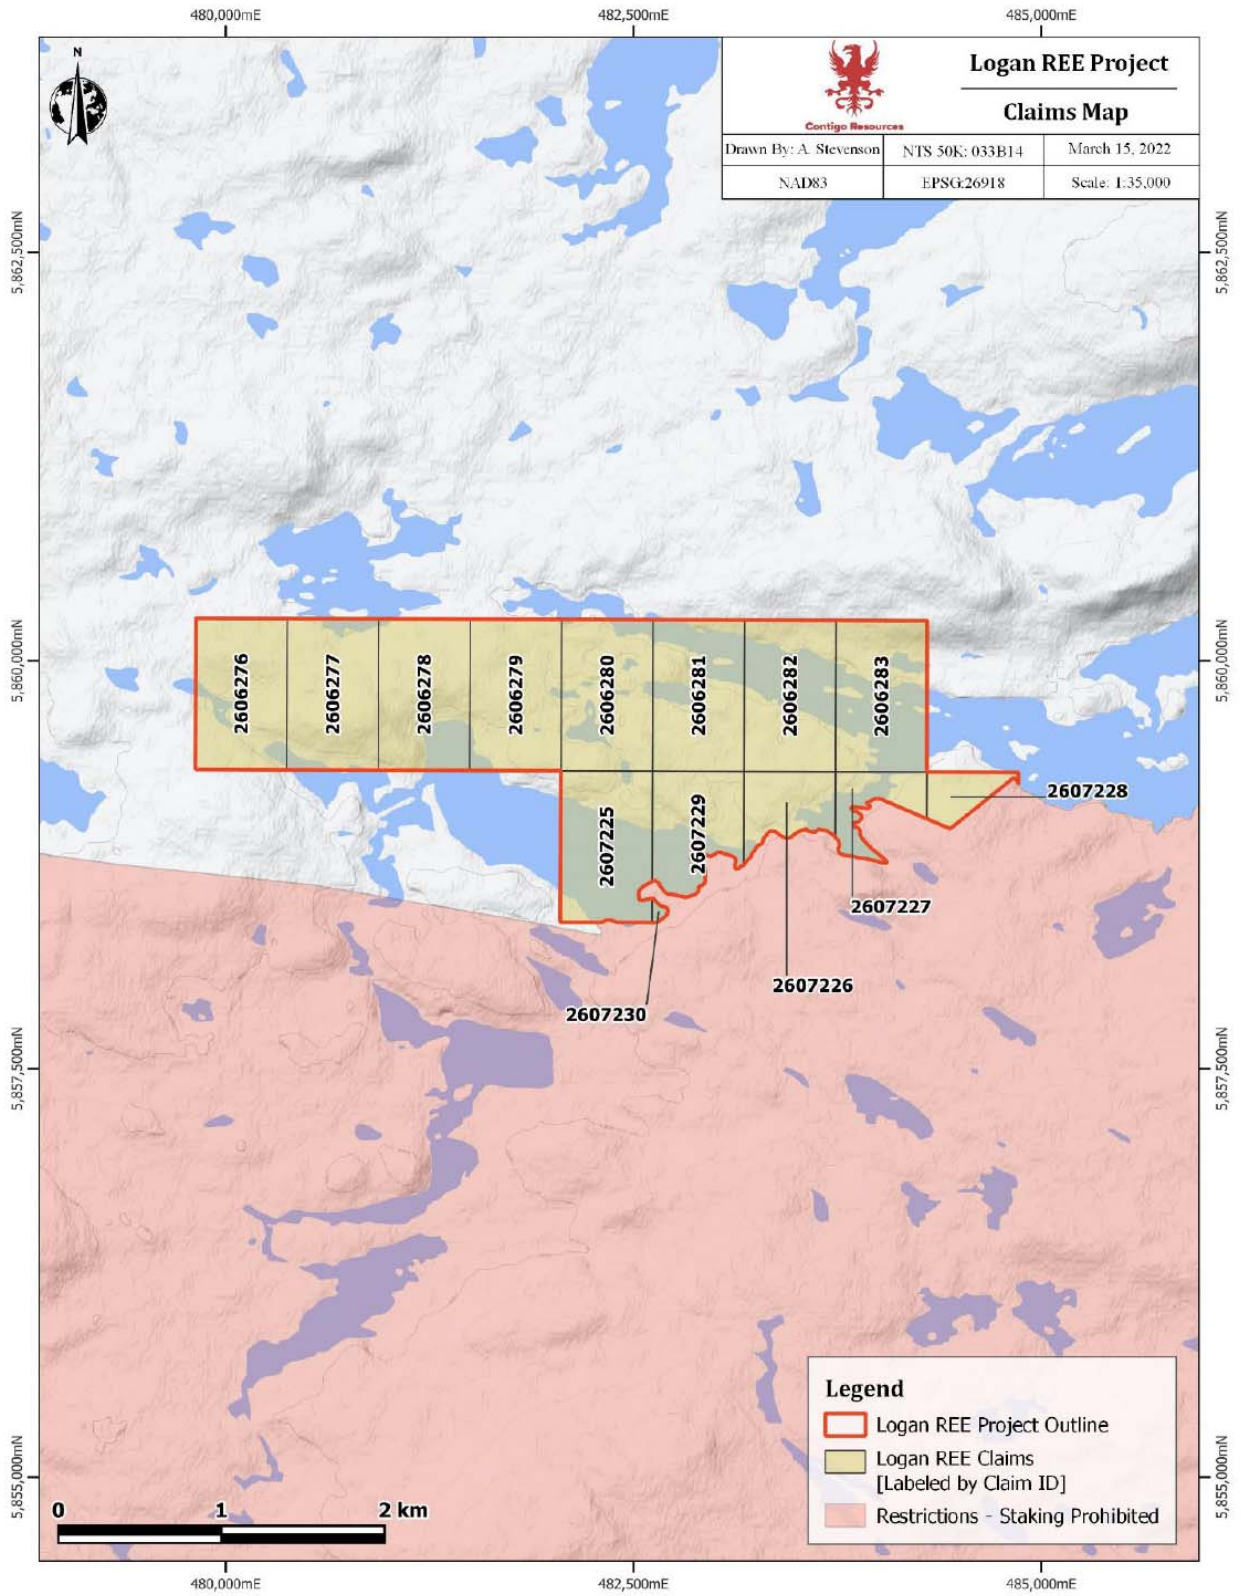 480,000mE
482,500mE
485,000mE
N
Logan REE Project
Claims Map
Contigo Resources
Drawn By: A. Stevenson
NTS 50K: 033B14
March 15, 2022
NAD83
EPSG:26918
Scale: 1:35,000
5,862,500mN
5,862,500mN
5,860,000mN
5,860,000mN
2606276
2606277
2606278
2606279
2606280
2606281
2606282
2606283
2607225
2607229
2607228
2607227
2607226
2607230
5,857,500mN
5,857,500mN
Legend
Logan REE Project Outline
Logan REE Claims
[Labeled by Claim ID]
Restrictions - Staking Prohibited
5,855,000mN
5,855,000mN
0 1 2 km
480,000mE
482,500mE
485,000mE